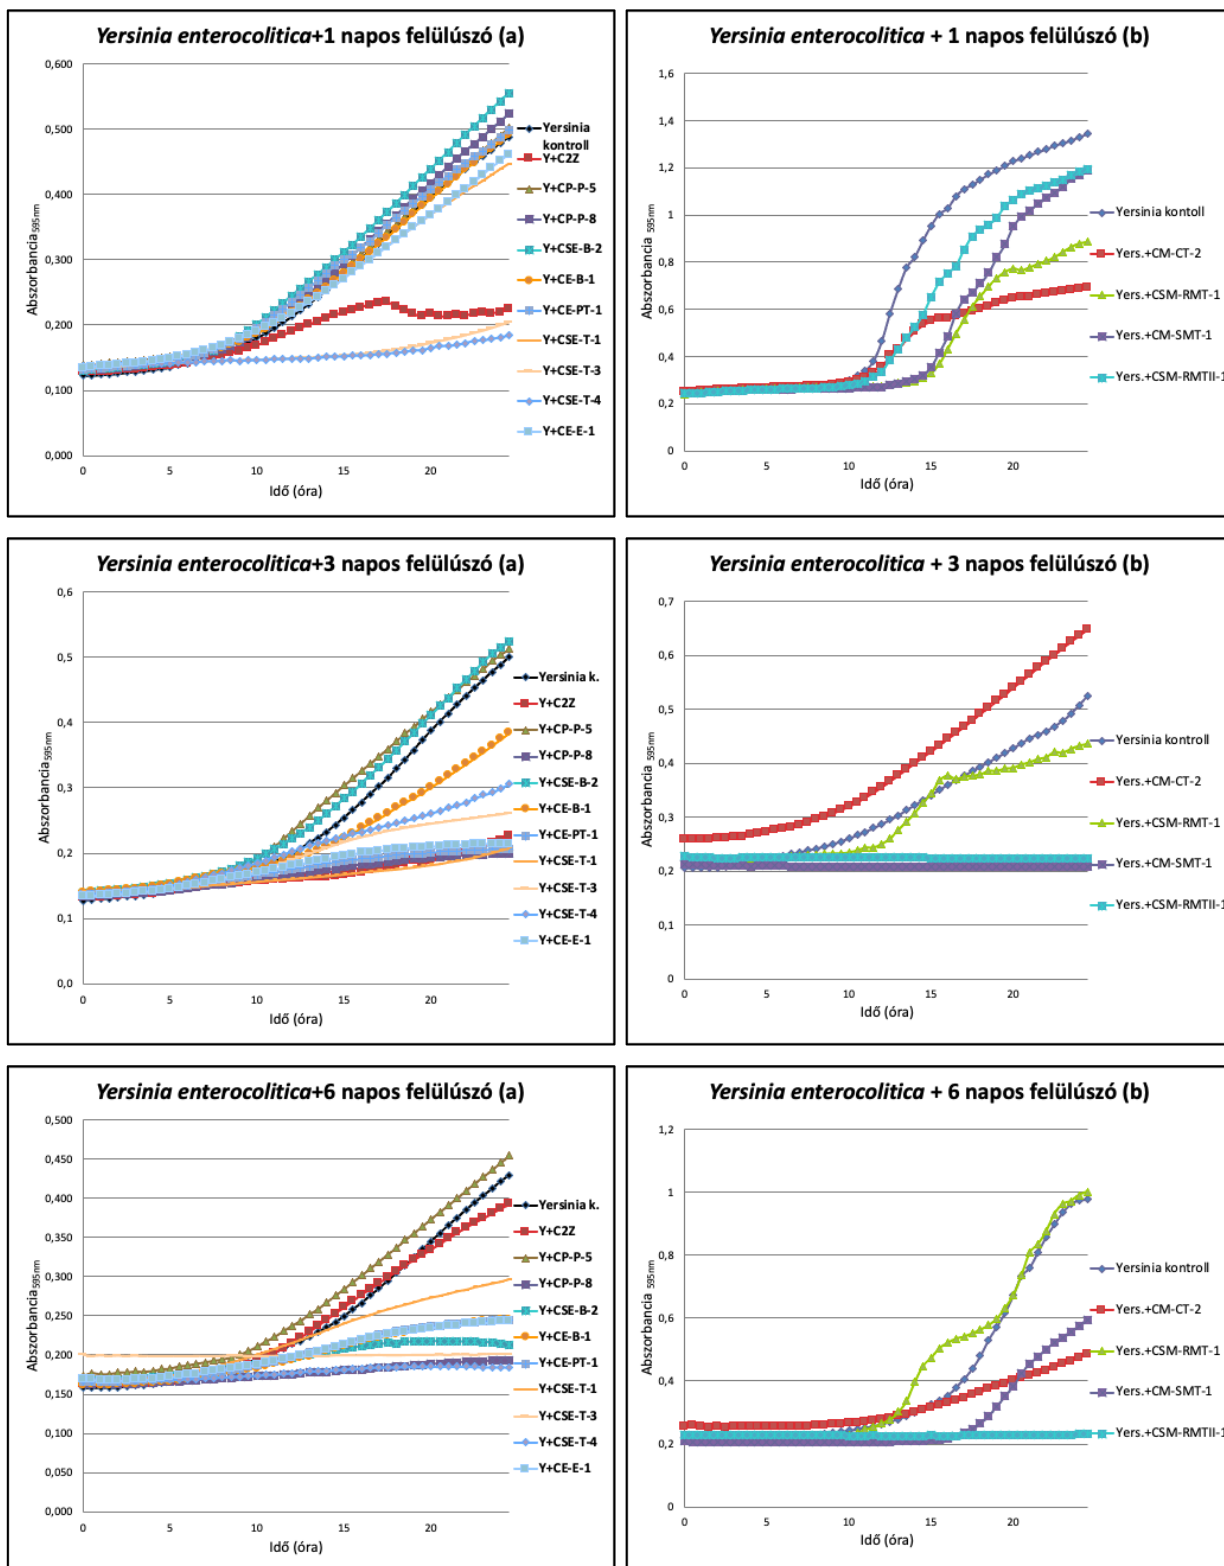 Yersinia enterocolitica+1 napos felülúszó (a)
0,600
0,500
0,400
0,300
0,200
0,100
0,000
Abszorbancia 595nm
0 5 10 15 20
Idő (óra)
Yersinia
kontroll
Y+C2Z
Y+CP-P-5
Y+CP-P-8
Y+CSE-B-2
Y+CE-B-1
Y+CE-PT-1
Y+CSE-T-1
Y+CSE-T-3
Y+CSE-T-4
Y+CE-E-1
Yersinia enterocolitica + 1 napos felülúszó (b)
1,6
1,4
1,2
1
0,8
0,6
0,4
0,2
0
Abszorbancia 595nm
0 5 10 15 20
Idő (óra)
Yersinia kontoll
Yers.+CM-CT-2
Yers.+CSM-RMT-1
Yers.+CM-SMT-1
Yers.+CSM-RMTII-1
Yersinia enterocolitica+3 napos felülúszó (a)
0,6
0,5
0,4
0,3
0,2
0,1
0,0
Abszorbancia 595nm
0 5 10 15 20
Idő (óra)
Yersinia k.
Y+C2Z
Y+CP-P-5
Y+CP-P-8
Y+CSE-B-2
Y+CE-B-1
Y+CE-PT-1
Y+CSE-T-1
Y+CSE-T-3
Y+CSE-T-4
Y+CE-E-1
Yersinia enterocolitica + 3 napos felülúszó (b)
0,7
0,6
0,5
0,4
0,3
0,2
0,1
0
Abszorbancia 595nm
0 5 10 15 20
Idő (óra)
Yersinia kontroll
Yers.+CM-CT-2
Yers.+CSM-RMT-1
Yers.+CM-SMT-1
Yers.+CSM-RMTII-1
Yersinia enterocolitica+6 napos felülúszó (a)
0,500
0,450
0,400
0,350
0,300
0,250
0,200
0,150
0,100
0,050
0,000
Abszorbancia 595nm
0 5 10 15 20
Idő (óra)
Yersinia k.
Y+C2Z
Y+CP-P-5
Y+CP-P-8
Y+CSE-B-2
Y+CE-B-1
Y+CE-PT-1
Y+CSE-T-1
Y+CSE-T-3
Y+CSE-T-4
Y+CE-E-1
Yersinia enterocolitica + 6 napos felülúszó (b)
1,2
1
0,8
0,6
0,4
0,2
0
Abszorbancia 595nm
0 5 10 15 20
Idő (óra)
Yersinia kontroll
Yers.+CM-CT-2
Yers.+CSM-RMT-1
Yers.+CM-SMT-1
Yers.+CSM-RMTII-1